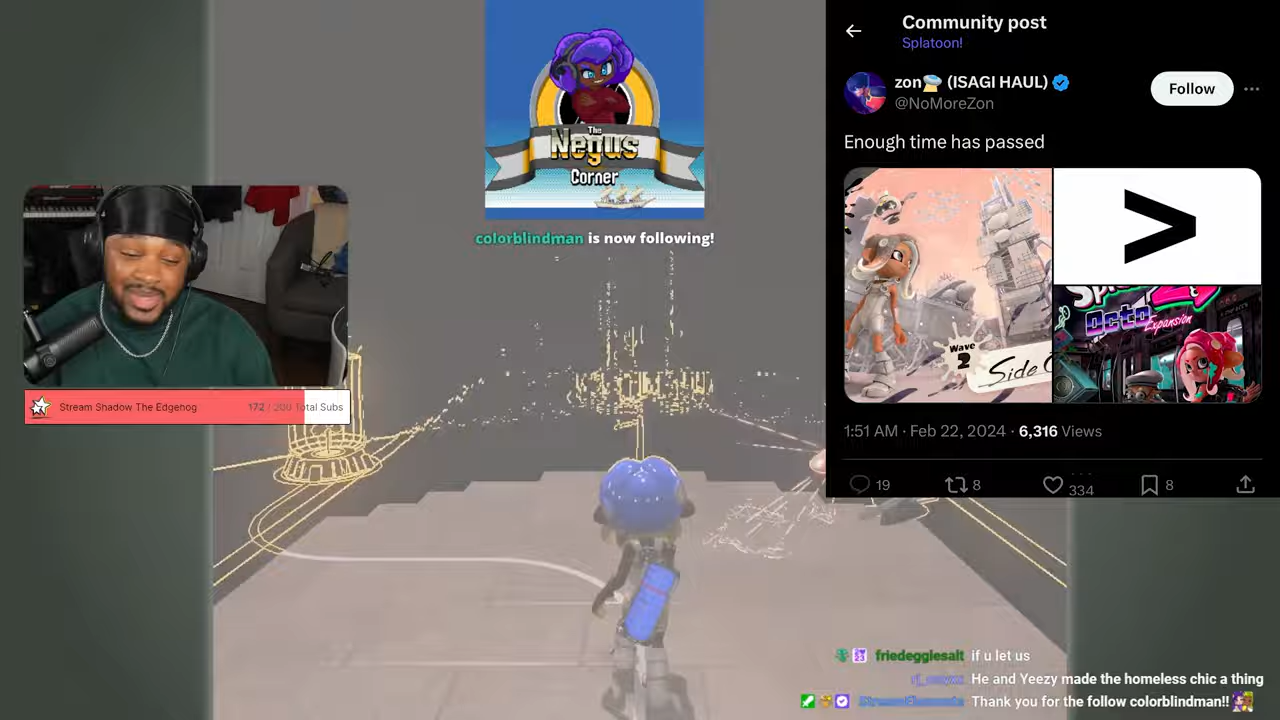 The
Negus
Corner
colorblindman is now following!
Stream Shadow The Edgehog 172 / 200 Total Subs
Community post
Splatoon!
zon (ISAGI HAUL)
@NoMoreZon
Follow
Enough time has passed
>
Wave
2
Side
Octo
Expansion
1:51 AM · Feb 22, 2024 · 6,316 Views
19 8 334 8
friedegglesalt if u let us
He and Yeezy made the homeless chic a thing
StreamElements Thank you for the follow colorblindman!!